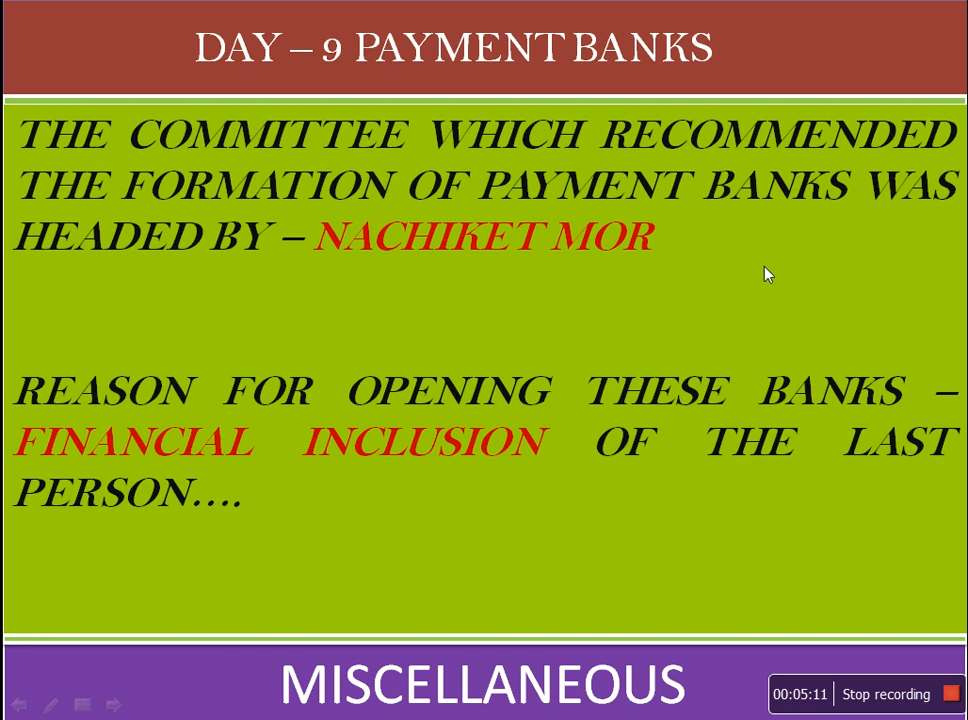 DAY – 9 PAYMENT BANKS
THE COMMITTEE WHICH RECOMMENDED
THE FORMATION OF PAYMENT BANKS WAS
HEADED BY – NACHIKET MOR
REASON FOR OPENING THESE BANKS –
FINANCIAL INCLUSION OF THE LAST
PERSON....
MISCELLANEOUS
00:05:11 Stop recording